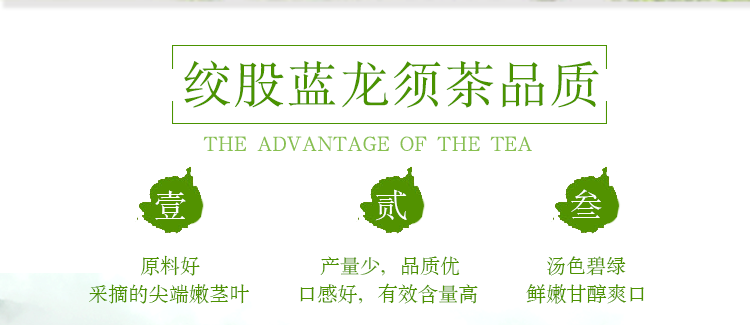 绞股蓝龙须茶品质
THE ADVANTAGE OF THE TEA
壹
贰
叁
原料好
采摘的尖端嫩茎叶
产量少，品质优
口感好，有效含量高
汤色碧绿
鲜嫩甘醇爽口